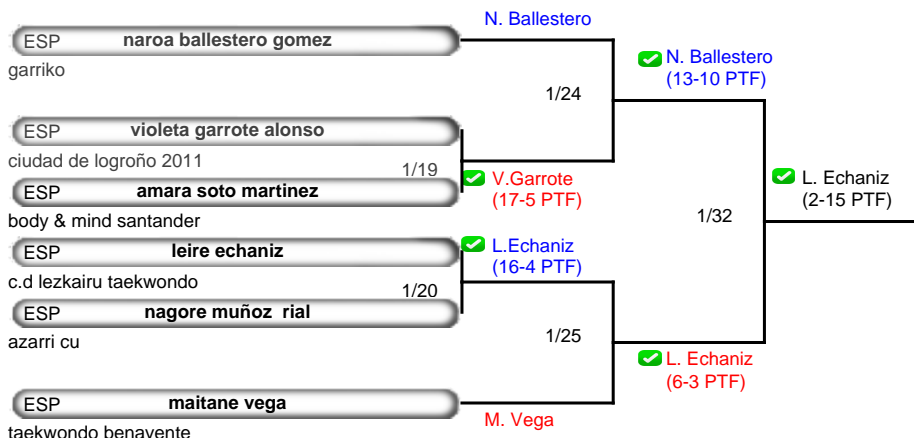 N. Ballestero
ESP naroa ballestero gomez
garriko
N. Ballestero
(13-10 PTF)
1/24
ESP violeta garrote alonso
ciudad de logroño 2011
1/19
V.Garrote
(17-5 PTF)
ESP amara soto martinez
body & mind santander
L. Echaniz
(2-15 PTF)
1/32
ESP leire echaniz
c.d lezkairu taekwondo
L.Echaniz
(16-4 PTF)
1/20
ESP nagore muñoz rial
azarri cu
1/25
L. Echaniz
(6-3 PTF)
ESP maitane vega
M. Vega
taekwondo benavente